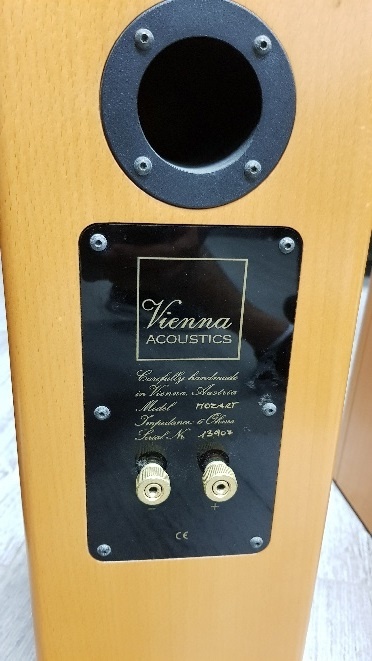 Vienna
ACOUSTICS
Carefully handmade
in Vienna, Austria
Model MOZART
Impedance 6 Ohms
Serial No 13907
- +
CE